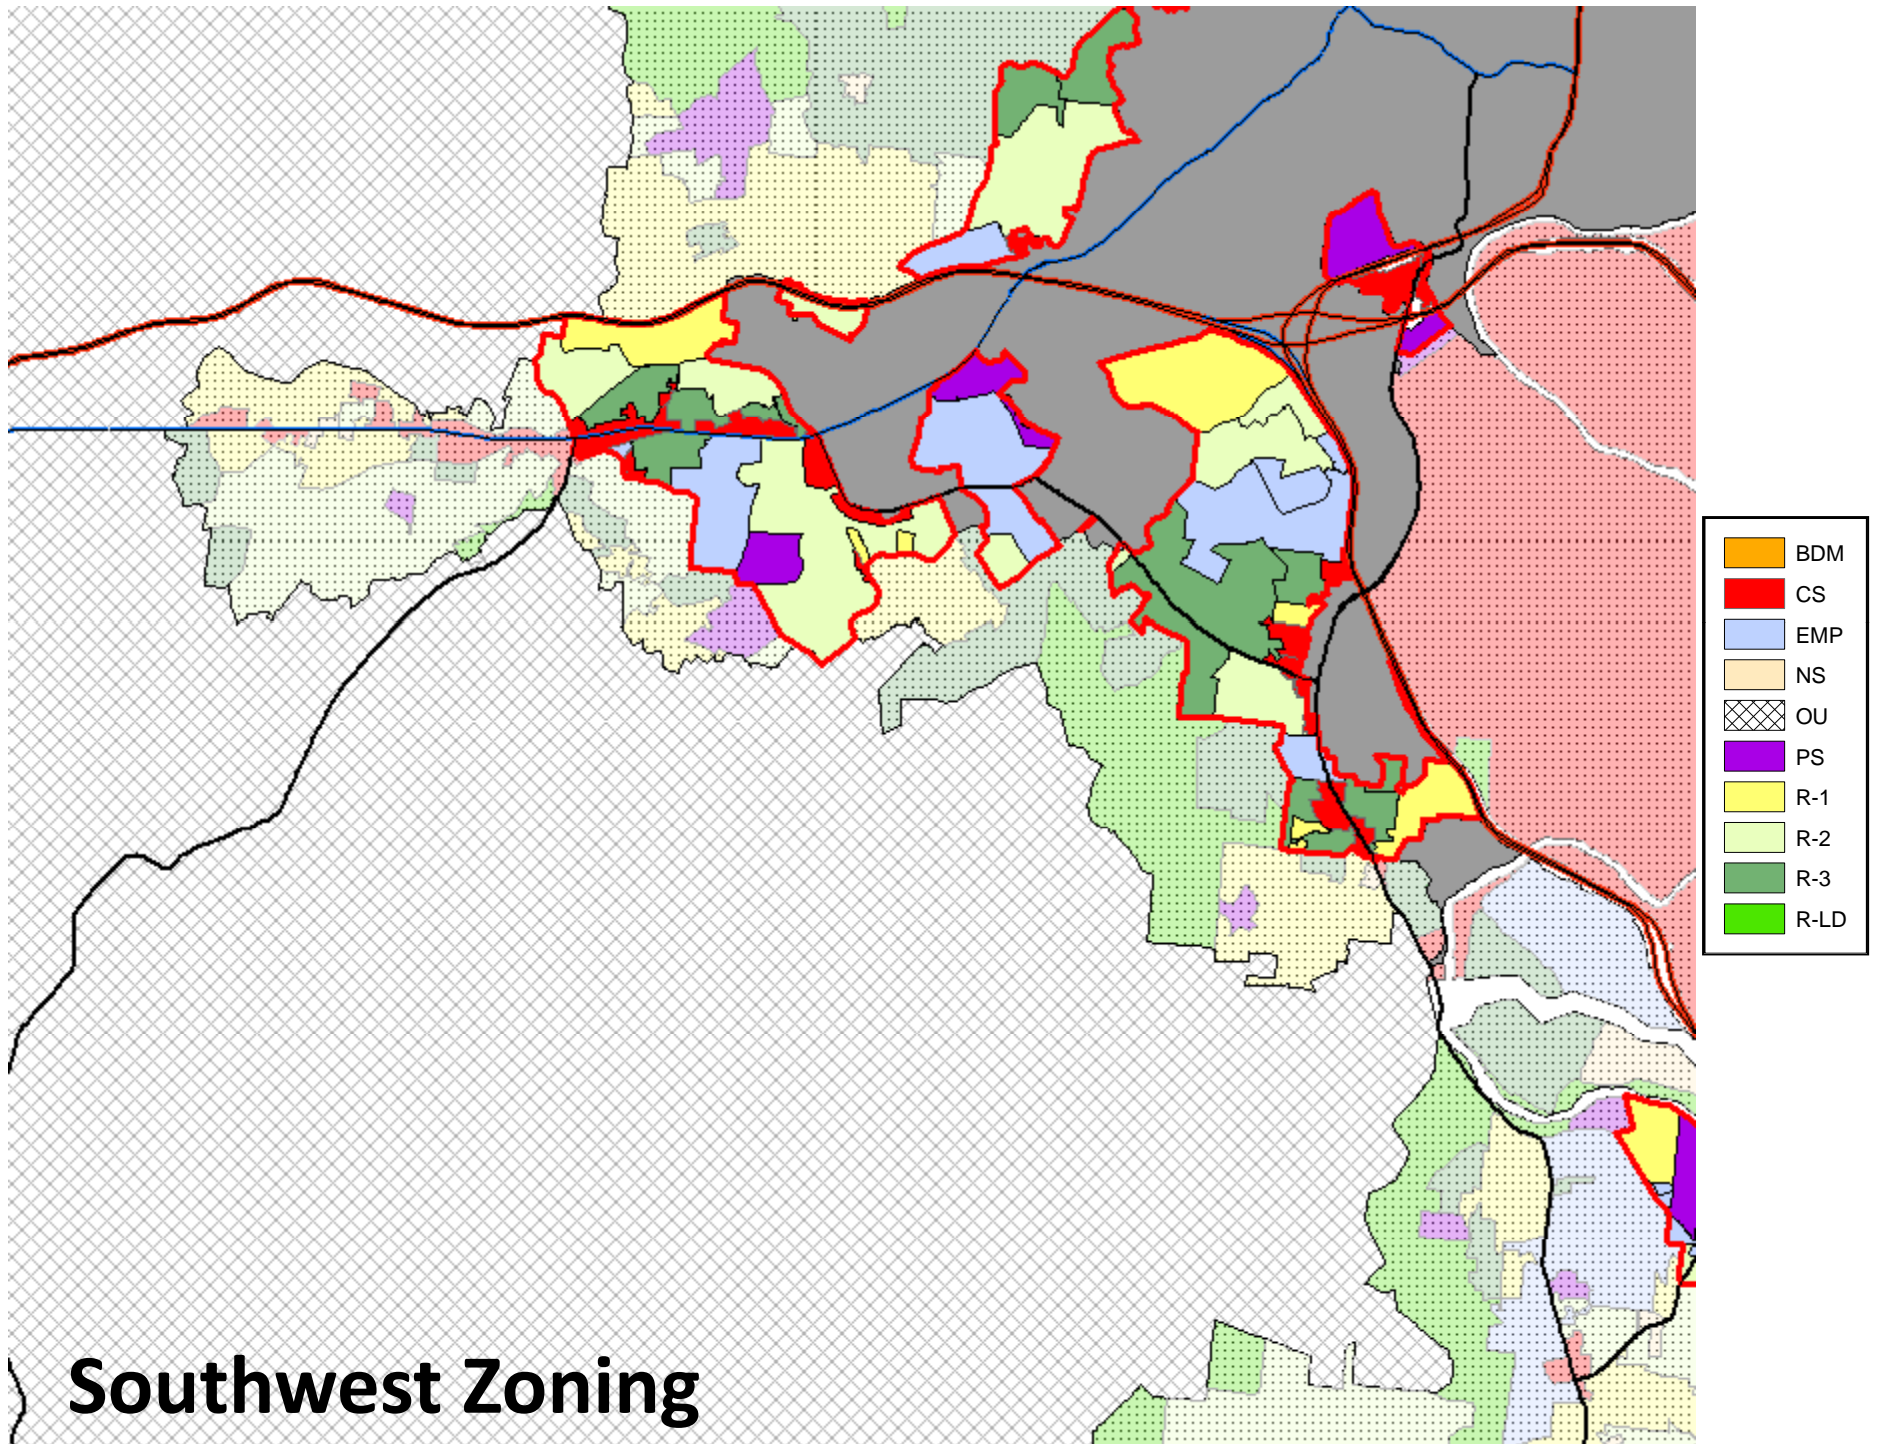 BDM
CS
EMP
NS
OU
PS
R-1
R-2
R-3
R-LD
Southwest Zoning